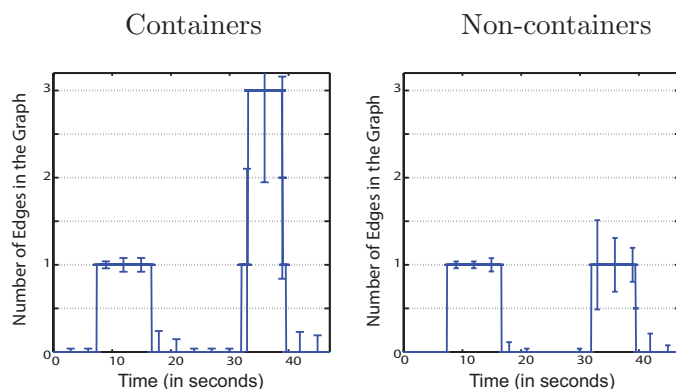 Containers
Non-containers
Number of Edges in the Graph
3
2
1
0
10
20
30
40
Time (in seconds)
Number of Edges in the Graph
3
2
1
0
0
10
20
30
40
Time (in seconds)